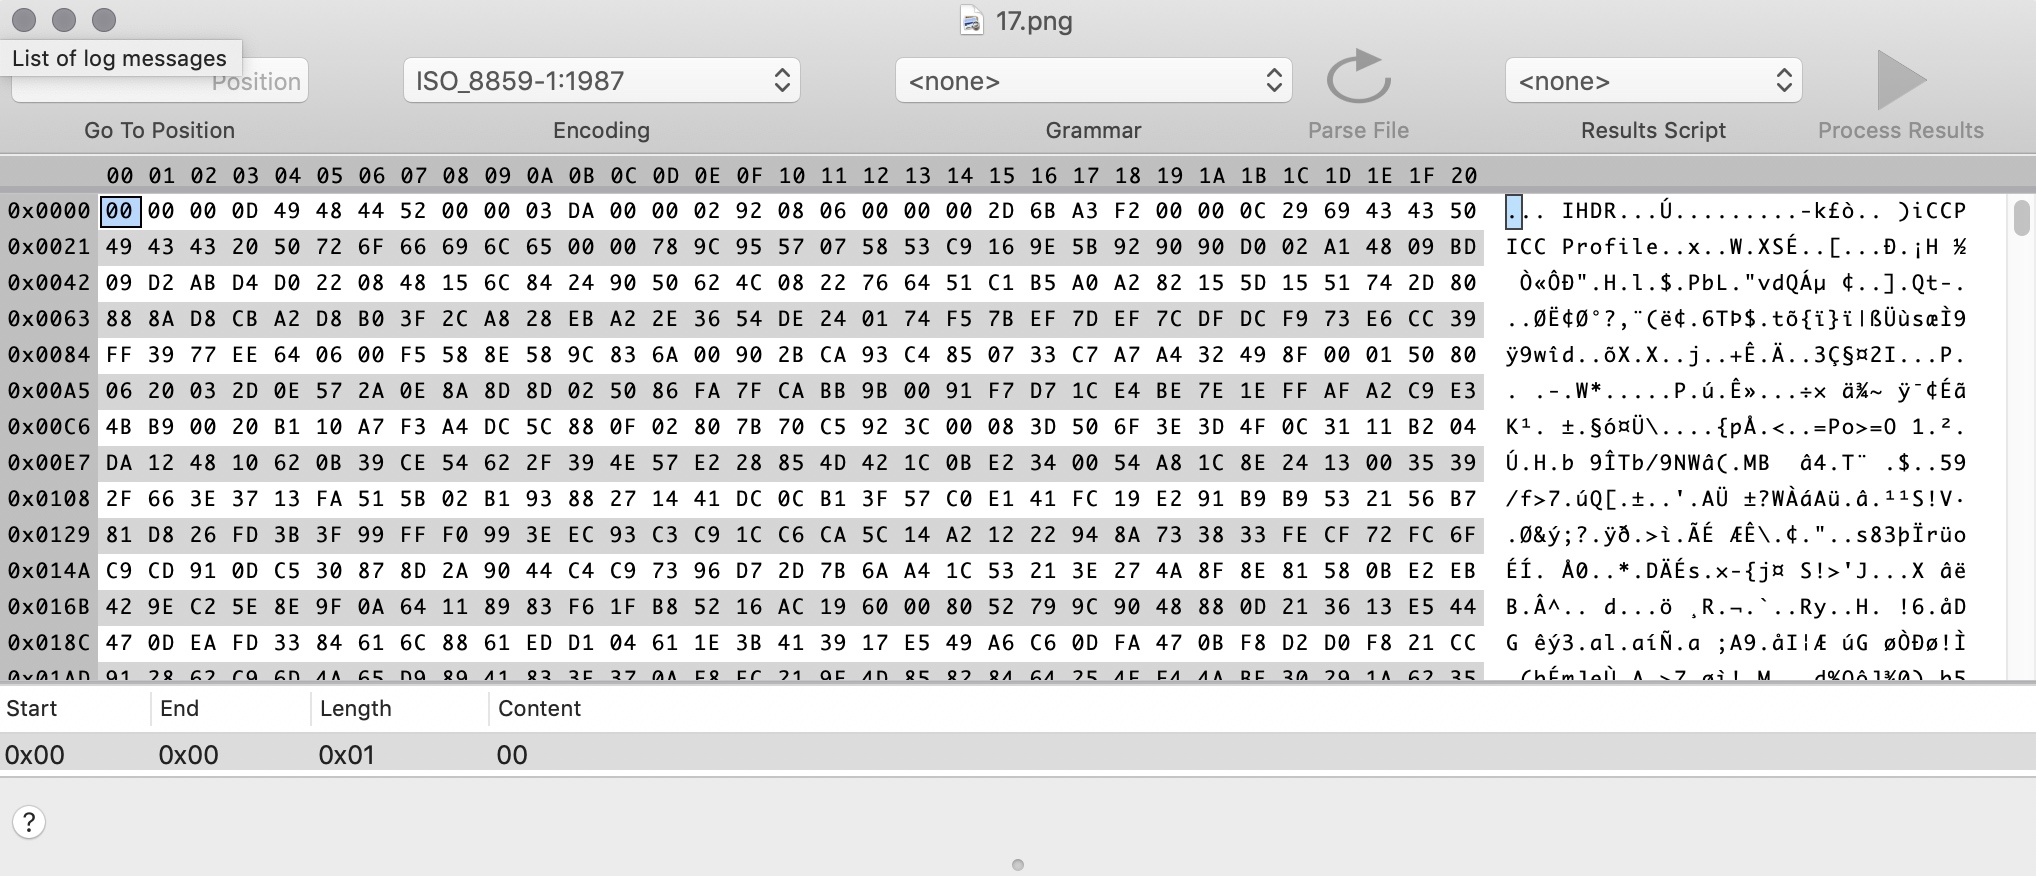 17.png
List of log messages
Position
ISO_8859-1:1987
<none>
<none>
Go To Position
Encoding
Grammar
Parse File
Results Script
Process Results
00 01 02 03 04 05 06 07 08 09 0A 0B 0C 0D 0E 0F 10 11 12 13 14 15 16 17 18 19 1A 1B 1C 1D 1E 1F 20
0x0000 00 00 00 0D 49 48 44 52 00 00 03 DA 00 00 02 92 08 06 00 00 00 2D 6B A3 F2 00 00 0C 29 69 43 43 50 ... IHDR...Ú.........-k£ò.. )iCCP
0x0021 49 43 43 20 50 72 6F 66 69 6C 65 00 00 78 9C 95 57 07 58 53 C9 16 9E 5B 92 90 90 D0 02 A1 48 09 BD ICC Profile..x..W.XSÉ..[...Ð.¡H ½
0x0042 09 D2 AB D4 D0 22 08 48 15 6C 84 24 90 50 62 4C 08 22 76 64 51 C1 B5 A0 A2 82 15 5D 15 51 74 2D 80 Ò«ÔÐ".H.l.$.PbL."vdQÁµ ¢..].Qt-.
0x0063 88 8A D8 CB A2 D8 B0 3F 2C A8 28 EB A2 2E 36 54 DE 24 01 74 F5 7B EF 7D EF 7C DF DC F9 73 E6 CC 39 ..ØË¢Ø°?,¨(ë¢.6TÞ$.tõ{ï}ï|ßÜùsæÌ9
0x0084 FF 39 77 EE 64 06 00 F5 58 8E 58 9C 83 6A 00 90 2B CA 93 C4 85 07 33 C7 A7 A4 32 49 8F 00 01 50 80 ÿ9wîd..õX.X..j..+Ê.Ä..3Ç§¤2I...P.
0x00A5 06 20 03 2D 0E 57 2A 0E 8A 8D 8D 02 50 86 FA 7F CA BB 9B 00 91 F7 D7 1C E4 BE 7E 1E FF AF A2 C9 E3 . .-.W*.....P.ú.Ê»...÷× ä¾~ ÿ¯¢Éã
0x00C6 4B B9 00 20 B1 10 A7 F3 A4 DC 5C 88 0F 02 80 7B 70 C5 92 3C 00 08 3D 50 6F 3E 3D 4F 0C 31 11 B2 04 K¹. ±.§ó¤Ü\....{pÅ.<..=Po>=O 1.².
0x00E7 DA 12 48 10 62 0B 39 CE 54 62 2F 39 4E 57 E2 28 85 4D 42 1C 0B E2 34 00 54 A8 1C 8E 24 13 00 35 39 Ú.H.b 9ÎTb/9NWâ(.MB  â4.T¨ .$..59
0x0108 2F 66 3E 37 13 FA 51 5B 02 B1 93 88 27 14 41 DC 0C B1 3F 57 C0 E1 41 FC 19 E2 91 B9 B9 53 21 56 B7 /f>7.úQ[.±..'.AÜ ±?WÀáAü.â.¹¹S!V·
0x0129 81 D8 26 FD 3B 3F 99 FF F0 99 3E EC 93 C3 C9 1C C6 CA 5C 14 A2 12 22 94 8A 73 38 33 FE CF 72 FC 6F .Ø&ý;?.ÿð.>ì.ÃÉ ÆÊ\.¢."..s83þÏrüo
0x014A C9 CD 91 0D C5 30 87 8D 2A 90 44 C4 C9 73 96 D7 2D 7B 6A A4 1C 53 21 3E 27 4A 8F 8E 81 58 0B E2 EB ÉÍ. Å0..*.DÄÉs.×-{j¤ S!>'J...X âë
0x016B 42 9E C2 5E 8E 9F 0A 64 11 89 83 F6 1F B8 52 16 AC 19 60 00 80 52 79 9C 90 48 88 0D 21 36 13 E5 44 B.Â^.. d...ö ¸R.¬.`..Ry..H. !6.åD
0x018C 47 0D EA FD 33 84 61 6C 88 61 ED D1 04 61 1E 3B 41 39 17 E5 49 A6 C6 0D FA 47 0B F8 D2 D0 F8 21 CC G êý3.al.aíÑ.a ;A9.åI¦Æ úG øÒÐø!Ì
Start
End
Length
Content
0x00
0x00
0x01
00
?